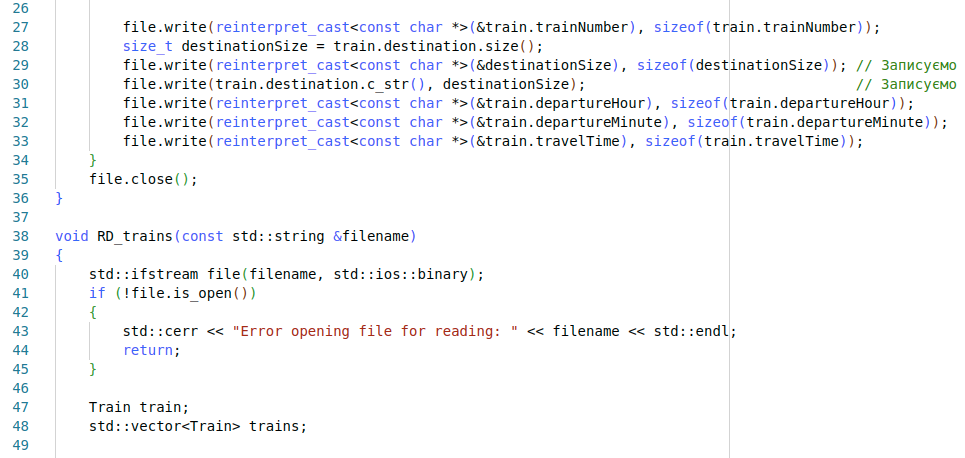 26
27 file.write(reinterpret_cast<const char *>(&train.trainNumber), sizeof(train.trainNumber));
28 size_t destinationSize = train.destination.size();
29 file.write(reinterpret_cast<const char *>(&destinationSize), sizeof(destinationSize)); // Записуємо
30 file.write(train.destination.c_str(), destinationSize); // Записуємо
31 file.write(reinterpret_cast<const char *>(&train.departureHour), sizeof(train.departureHour));
32 file.write(reinterpret_cast<const char *>(&train.departureMinute), sizeof(train.departureMinute));
33 file.write(reinterpret_cast<const char *>(&train.travelTime), sizeof(train.travelTime));
34 }
35 file.close();
36 }
37
38 void RD_trains(const std::string &filename)
39 {
40 std::ifstream file(filename, std::ios::binary);
41 if (!file.is_open())
42 {
43 std::cerr << "Error opening file for reading: " << filename << std::endl;
44 return;
45 }
46
47 Train train;
48 std::vector<Train> trains;
49